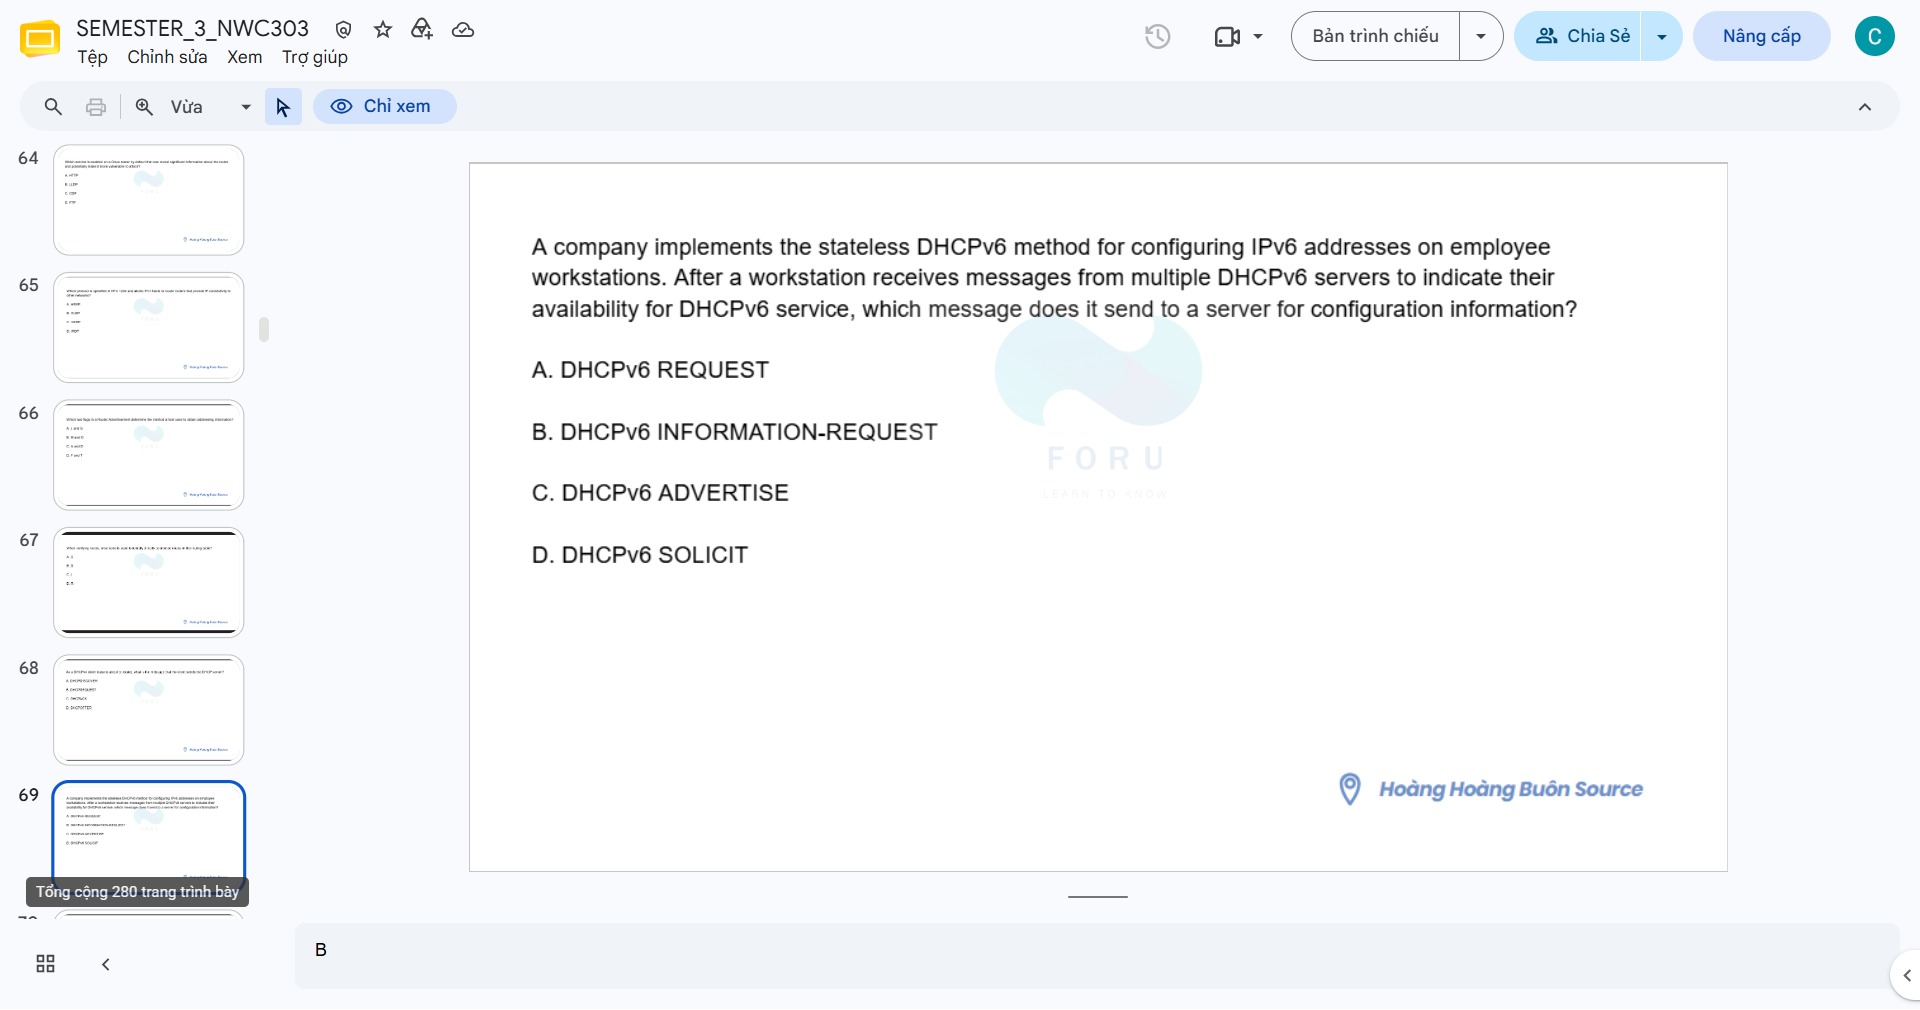 SEMESTER_3_NWC303
Tệp Chỉnh sửa Xem Trợ giúp
Bản trình chiếu
Chia Sẻ
Nâng cấp
C
Vừa
Chỉ xem
64
65
66
67
68
69
Tổng cộng 280 trang trình bày
A company implements the stateless DHCPv6 method for configuring IPv6 addresses on employee
workstations. After a workstation receives messages from multiple DHCPv6 servers to indicate their
availability for DHCPv6 service, which message does it send to a server for configuration information?
A. DHCPv6 REQUEST
B. DHCPv6 INFORMATION-REQUEST
C. DHCPv6 ADVERTISE
D. DHCPv6 SOLICIT
FORU
LEARN TO KNOW
Hoàng Hoàng Buôn Source
B